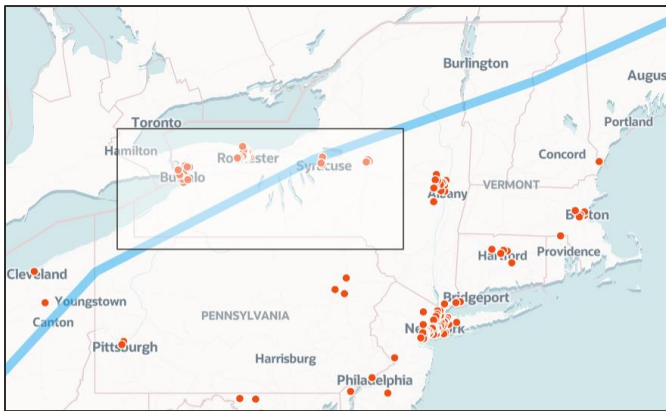 Burlington
Augus
Toronto
Portland
Hamilton
Rochester
Concord
Syracuse
Buffalo
Albany
VERMONT
Boston
Hartford
Providence
Cleveland
Youngstown
Bridgeport
Canton
PENNSYLVANIA
New York
Pittsburgh
Harrisburg
Philadelphia